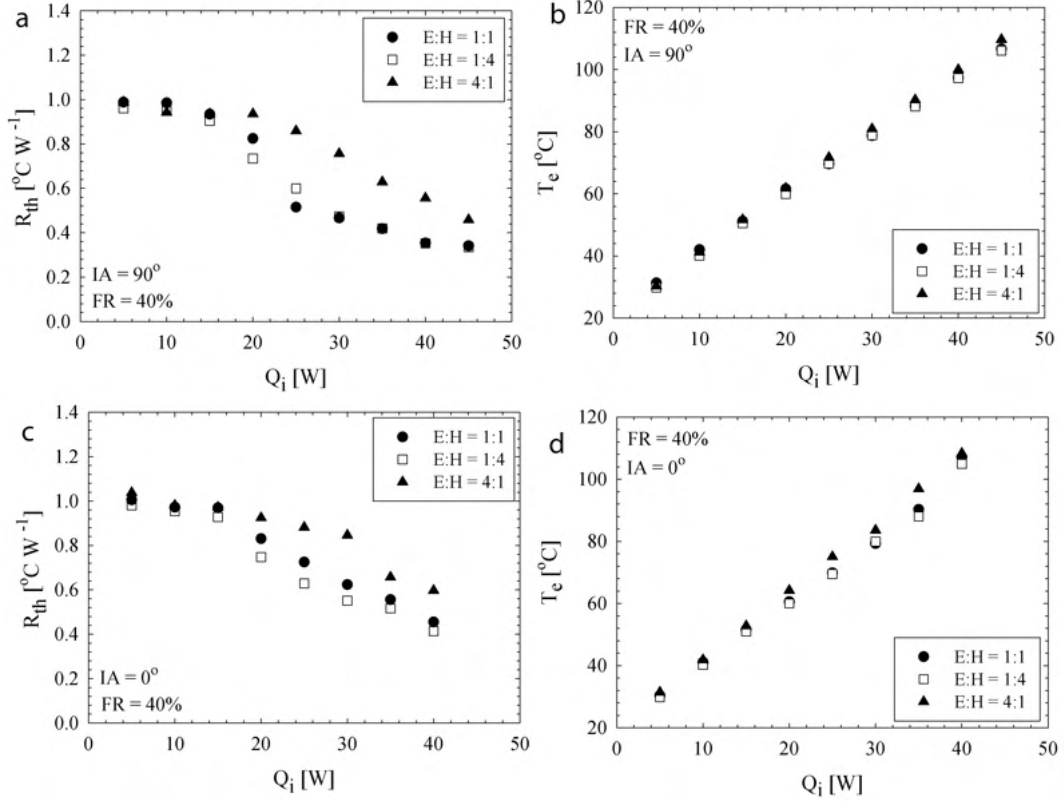 a
1.4
1.2
1.0
0.8
0.6
0.4
0.2
0.0
R_th [°C W^-1]
E:H = 1:1
E:H = 1:4
E:H = 4:1
IA = 90°
FR = 40%
0 10 20 30 40 50
Q_i [W]
b
120
100
80
60
40
20
T_e [°C]
FR = 40%
IA = 90°
E:H = 1:1
E:H = 1:4
E:H = 4:1
0 10 20 30 40 50
Q_i [W]
c
1.4
1.2
1.0
0.8
0.6
0.4
0.2
0.0
R_th [°C W^-1]
E:H = 1:1
E:H = 1:4
E:H = 4:1
IA = 0°
FR = 40%
0 10 20 30 40 50
Q_i [W]
d
120
100
80
60
40
20
T_e [°C]
FR = 40%
IA = 0°
E:H = 1:1
E:H = 1:4
E:H = 4:1
0 10 20 30 40 50
Q_i [W]